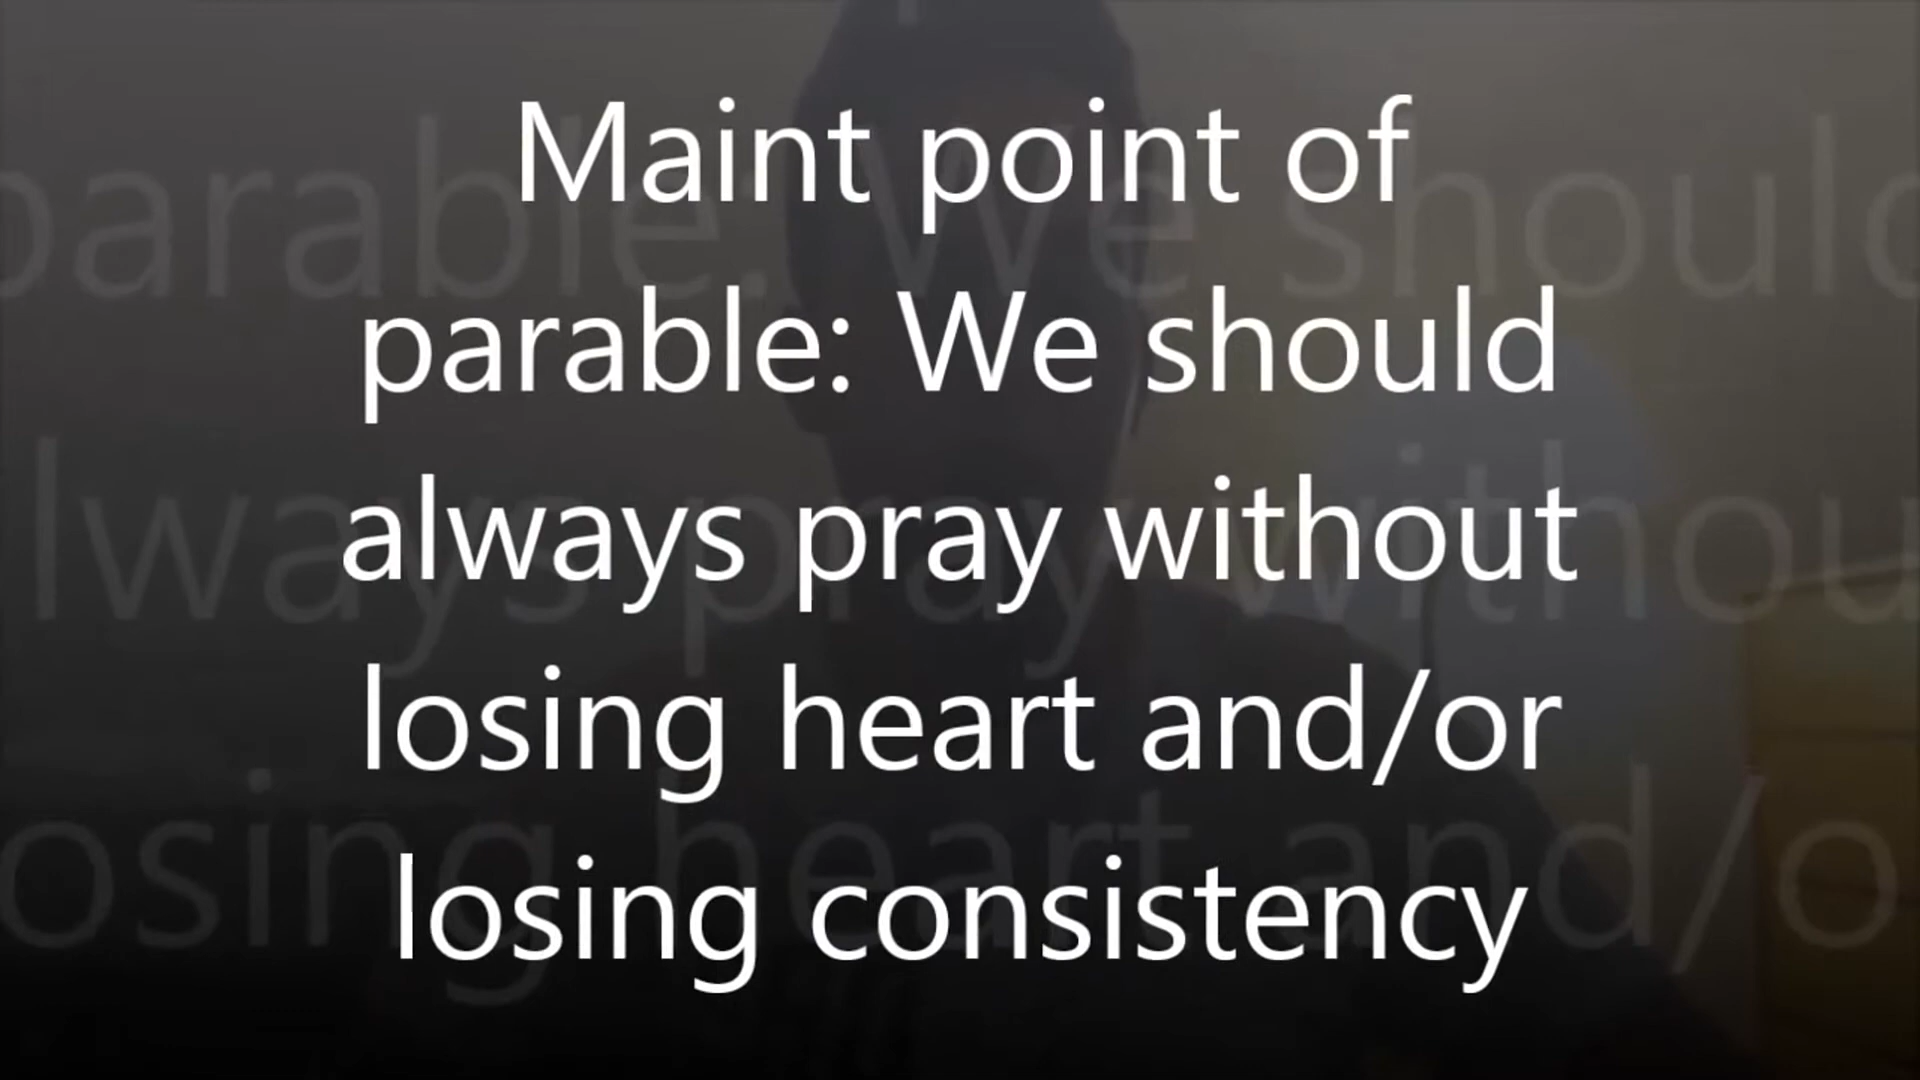 Maint point of
parable: We should
always pray without
losing heart and/or
losing consistency